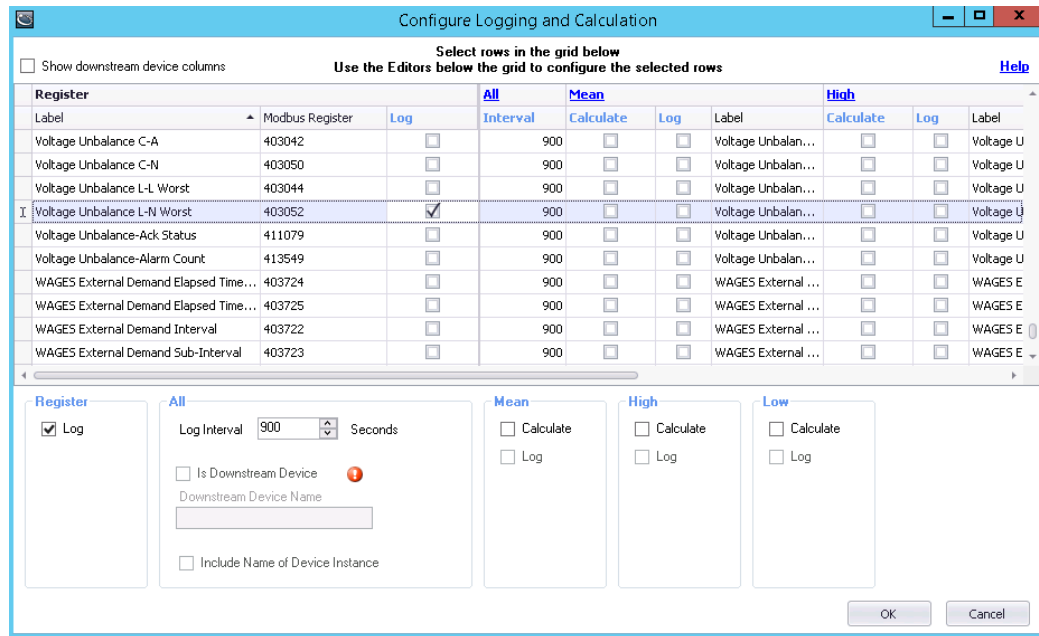 Configure Logging and Calculation
Select rows in the grid below
Show downstream device columns Use the Editors below the grid to configure the selected rows Help
Register All Mean High
Label Modbus Register Log Interval Calculate Log Label Calculate Log Label
Voltage Unbalance C-A 403042 900 Voltage Unbalan... Voltage U
Voltage Unbalance C-N 403050 900 Voltage Unbalan... Voltage U
Voltage Unbalance L-L Worst 403044 900 Voltage Unbalan... Voltage U
Voltage Unbalance L-N Worst 403052 900 Voltage Unbalan... Voltage U
Voltage Unbalance-Ack Status 411079 900 Voltage Unbalan... Voltage U
Voltage Unbalance-Alarm Count 413549 900 Voltage Unbalan... Voltage U
WAGES External Demand Elapsed Time... 403724 900 WAGES External ... WAGES E
WAGES External Demand Elapsed Time... 403725 900 WAGES External ... WAGES E
WAGES External Demand Interval 403722 900 WAGES External ... WAGES E
WAGES External Demand Sub-Interval 403723 900 WAGES External ... WAGES E
Register All Mean High Low
Log Log Interval 900 Seconds Calculate Calculate Calculate
Log Log Log
Is Downstream Device
Downstream Device Name
Include Name of Device Instance
OK Cancel